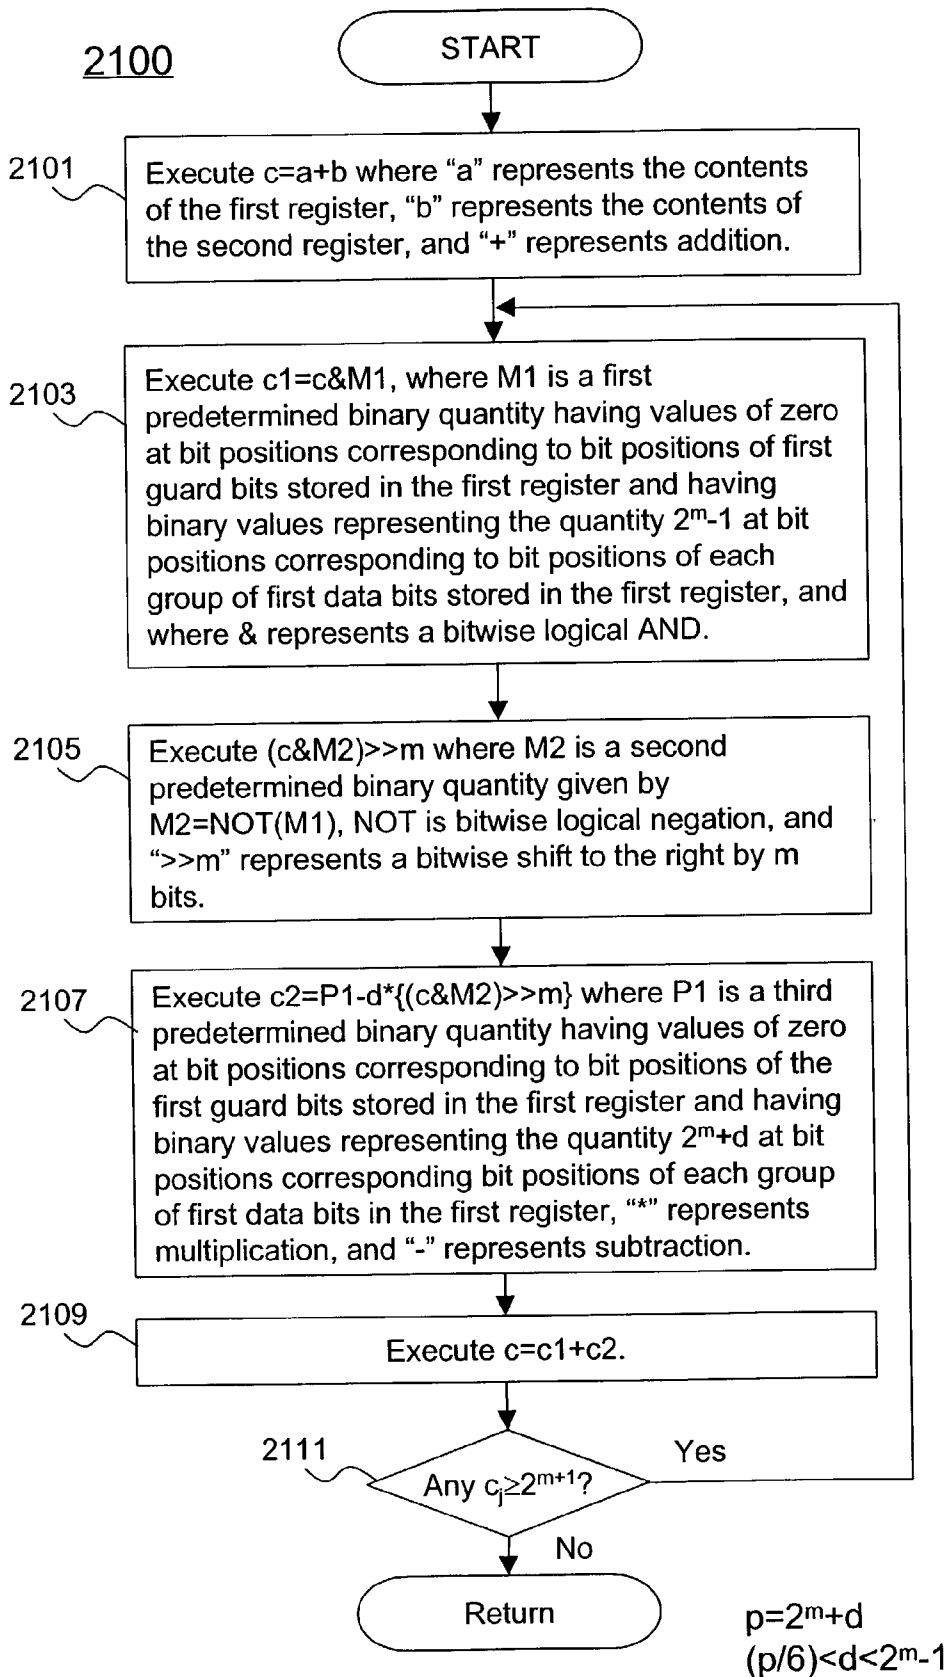 START
2100
2101
Execute c=a+b where “a” represents the contents
of the first register, “b” represents the contents of
the second register, and “+” represents addition.
2103
Execute c1=c&M1, where M1 is a first
predetermined binary quantity having values of zero
at bit positions corresponding to bit positions of first
guard bits stored in the first register and having
binary values representing the quantity 2ᵐ-1 at bit
positions corresponding to bit positions of each
group of first data bits stored in the first register, and
where & represents a bitwise logical AND.
2105
Execute (c&M2)>>m where M2 is a second
predetermined binary quantity given by
M2=NOT(M1), NOT is bitwise logical negation, and
“>>m” represents a bitwise shift to the right by m
bits.
2107
Execute c2=P1-d*{(c&M2)>>m} where P1 is a third
predetermined binary quantity having values of zero
at bit positions corresponding to bit positions of the
first guard bits stored in the first register and having
binary values representing the quantity 2ᵐ+d at bit
positions corresponding bit positions of each group
of first data bits in the first register, “*” represents
multiplication, and “-” represents subtraction.
2109
Execute c=c1+c2.
2111
Any cⱼ≥2ᵐ⁺¹?
Yes
No
Return
p=2ᵐ+d
(p/6)<d<2ᵐ-1